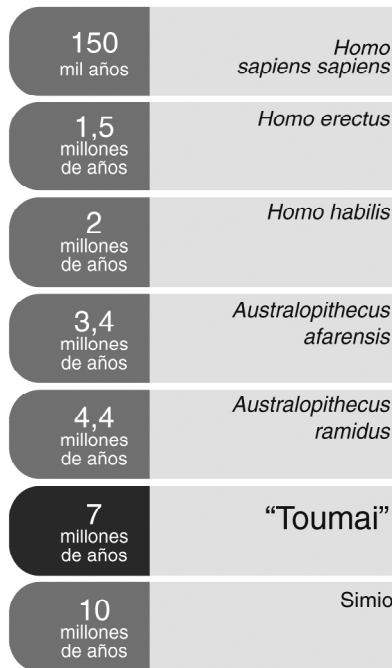 150
mil años
Homo
sapiens sapiens
1,5
millones
de años
Homo erectus
2
millones
de años
Homo habilis
3,4
millones
de años
Australopithecus
afarensis
4,4
millones
de años
Australopithecus
ramidus
7
millones
de años
“Toumai”
10
millones
de años
Simio